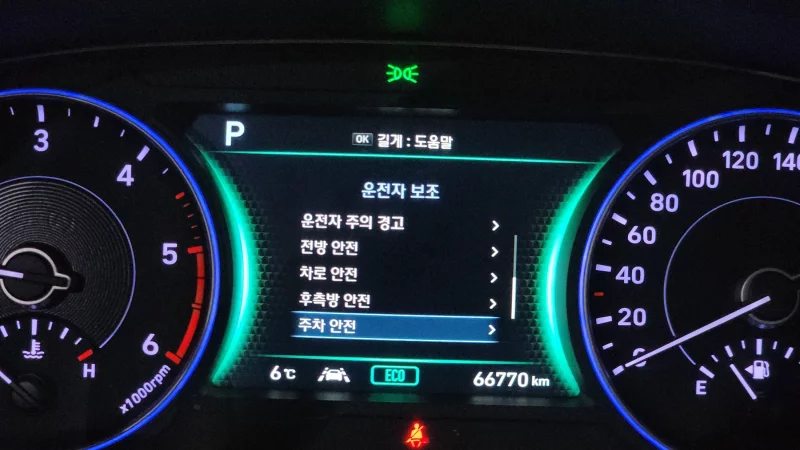 P
OK 길게 : 도움말
운전자 보조
운전자 주의 경고
전방 안전
차로 안전
후측방 안전
주차 안전
6℃
ECO
66770 km
3
4
5
6
x1000rpm
H
0
20
40
60
80
100
120
140
E